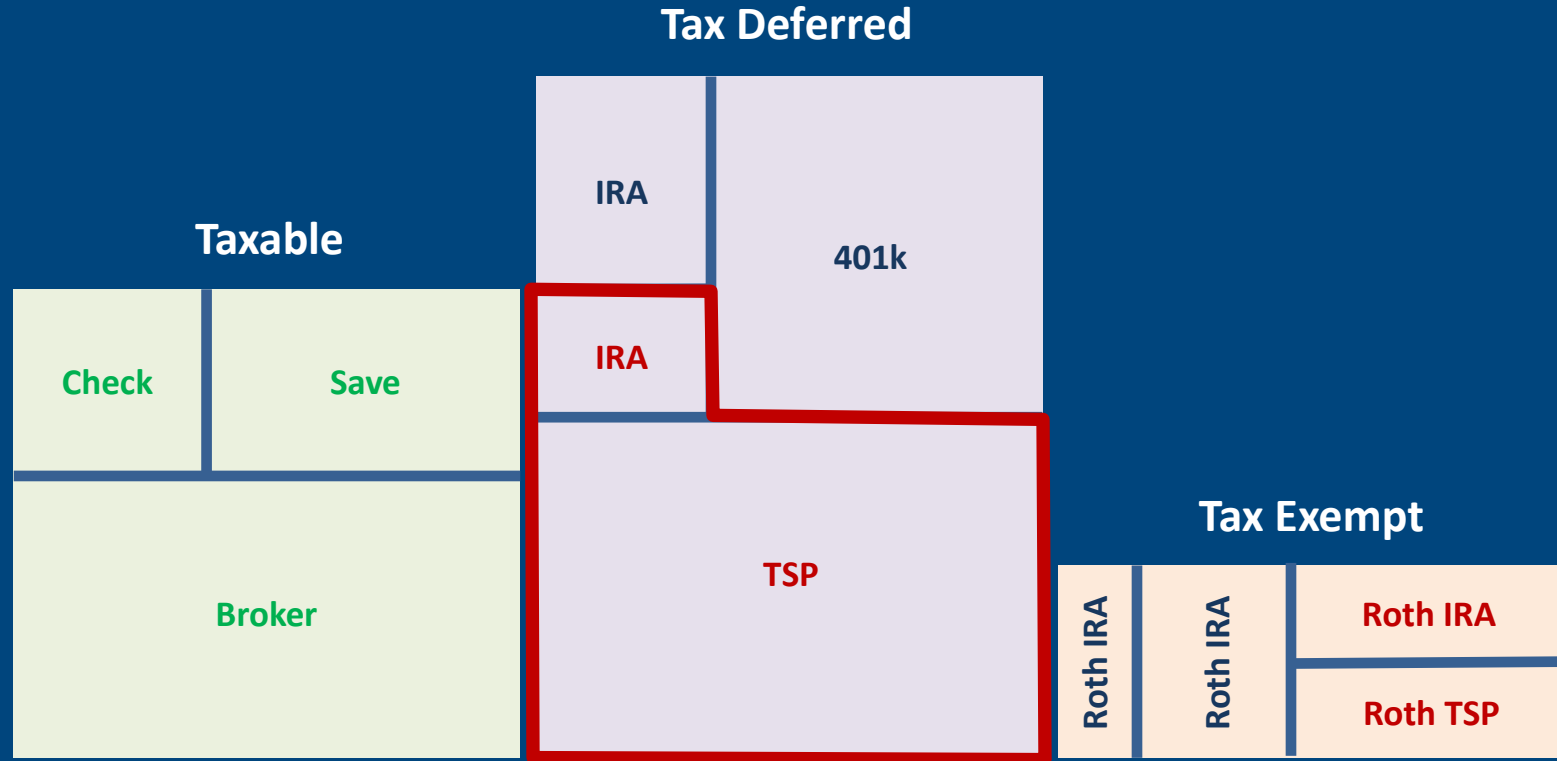 Tax Deferred
IRA
401k
Taxable
IRA
Check
Save
Tax Exempt
TSP
Broker
Roth IRA
Roth IRA
Roth IRA
Roth TSP